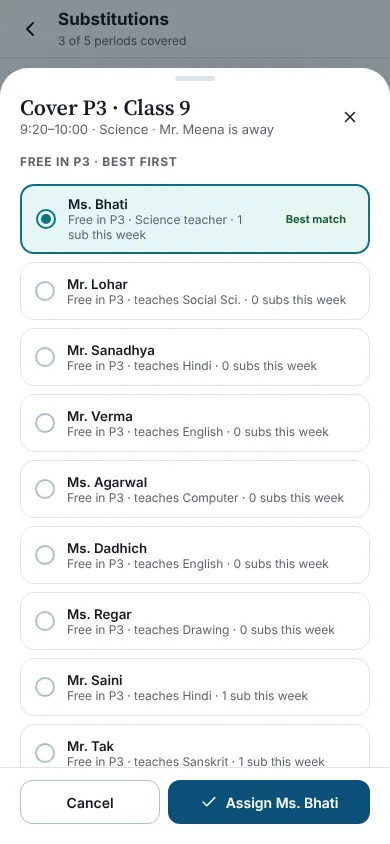 Substitutions
3 of 5 periods covered
Cover P3 · Class 9
9:20–10:00 · Science · Mr. Meena is away
FREE IN P3 · BEST FIRST
Ms. Bhati
Free in P3 · Science teacher · 1
sub this week
Best match
Mr. Lohar
Free in P3 · teaches Social Sci. · 0 subs this week
Mr. Sanadhya
Free in P3 · teaches Hindi · 0 subs this week
Mr. Verma
Free in P3 · teaches English · 0 subs this week
Ms. Agarwal
Free in P3 · teaches Computer · 0 subs this week
Ms. Dadhich
Free in P3 · teaches English · 0 subs this week
Ms. Regar
Free in P3 · teaches Drawing · 0 subs this week
Mr. Saini
Free in P3 · teaches Hindi · 1 sub this week
Mr. Tak
Free in P3 · teaches Sanskrit · 1 sub this week
Cancel
Assign Ms. Bhati